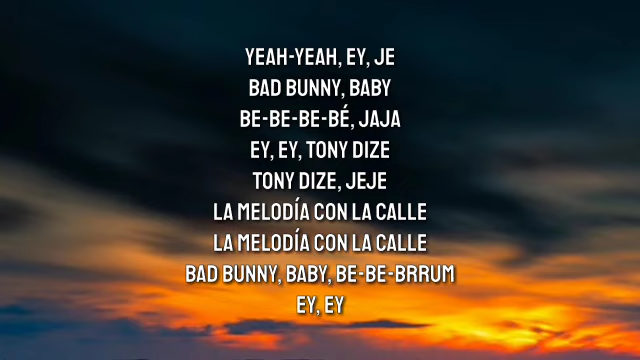 YEAH-YEAH, EY, JE
BAD BUNNY, BABY
BE-BE-BE-BÉ, JAJA
EY, EY, TONY DIZE
TONY DIZE, JEJE
LA MELODÍA CON LA CALLE
LA MELODÍA CON LA CALLE
BAD BUNNY, BABY, BE-BE-BRRUM
EY, EY